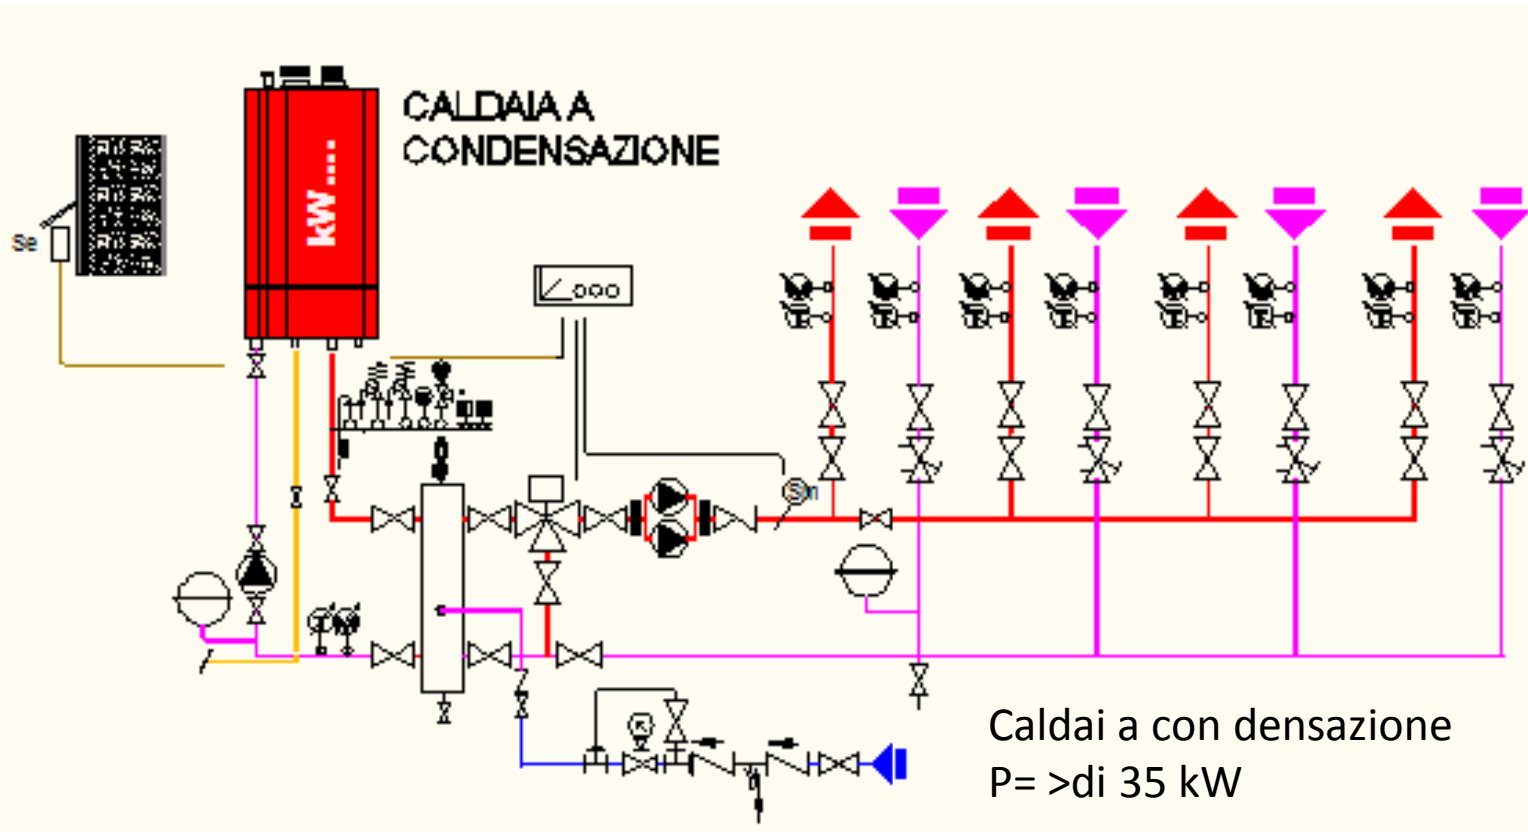 CALDAIA A
CONDENSAZIONE
kW....
Se
Sm
Caldai a con densazione
P= >di 35 kW